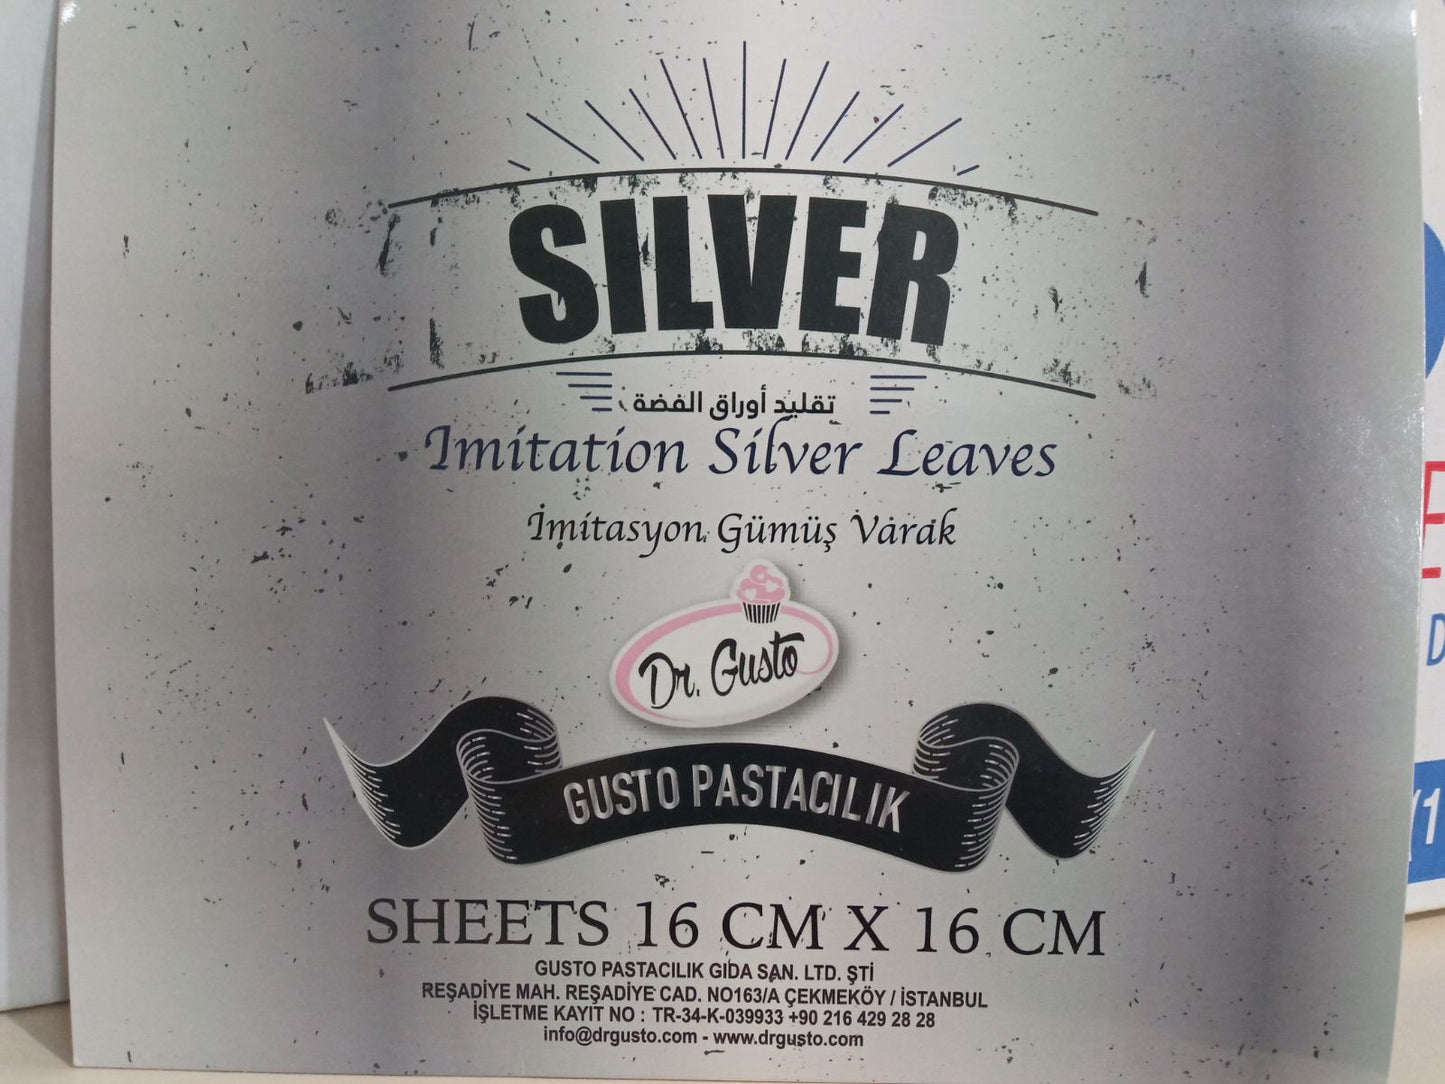 SILVER
تقليد أوراق الفضة
Imitation Silver Leaves
İmitasyon Gümüş Varak
Dr. Gusto
GUSTO PASTACILIK
SHEETS 16 CM X 16 CM
GUSTO PASTACILIK GIDA SAN. LTD. ŞTİ
REŞADİYE MAH. REŞADİYE CAD. NO163/A ÇEKMEKÖY / İSTANBUL
İŞLETME KAYIT NO : TR-34-K-039933 +90 216 429 28 28
info@drgusto.com - www.drgusto.com